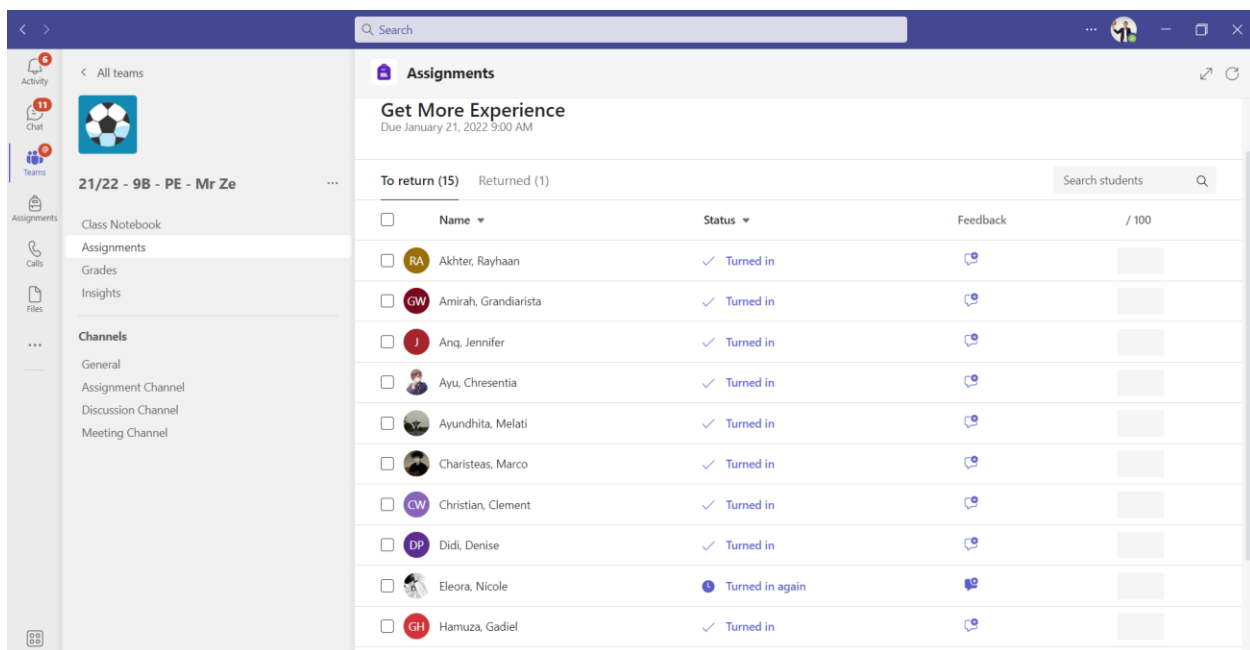 Search
6
Activity
11
Chat
@
Teams
Assignments
Calls
Files
All teams
21/22 - 9B - PE - Mr Ze
Class Notebook
Assignments
Grades
Insights
Channels
General
Assignment Channel
Discussion Channel
Meeting Channel
Assignments
Get More Experience
Due January 21, 2022 9:00 AM
To return (15) Returned (1) Search students
Name Status Feedback / 100
RA Akhter, Rayhaan Turned in
GW Amirah, Grandiarista Turned in
J Anq, Jennifer Turned in
Ayu, Chresentia Turned in
Ayundhita, Melati Turned in
Charisteas, Marco Turned in
CW Christian, Clement Turned in
DP Didi, Denise Turned in
Eleora, Nicole Turned in again
GH Hamuza, Gadiel Turned in